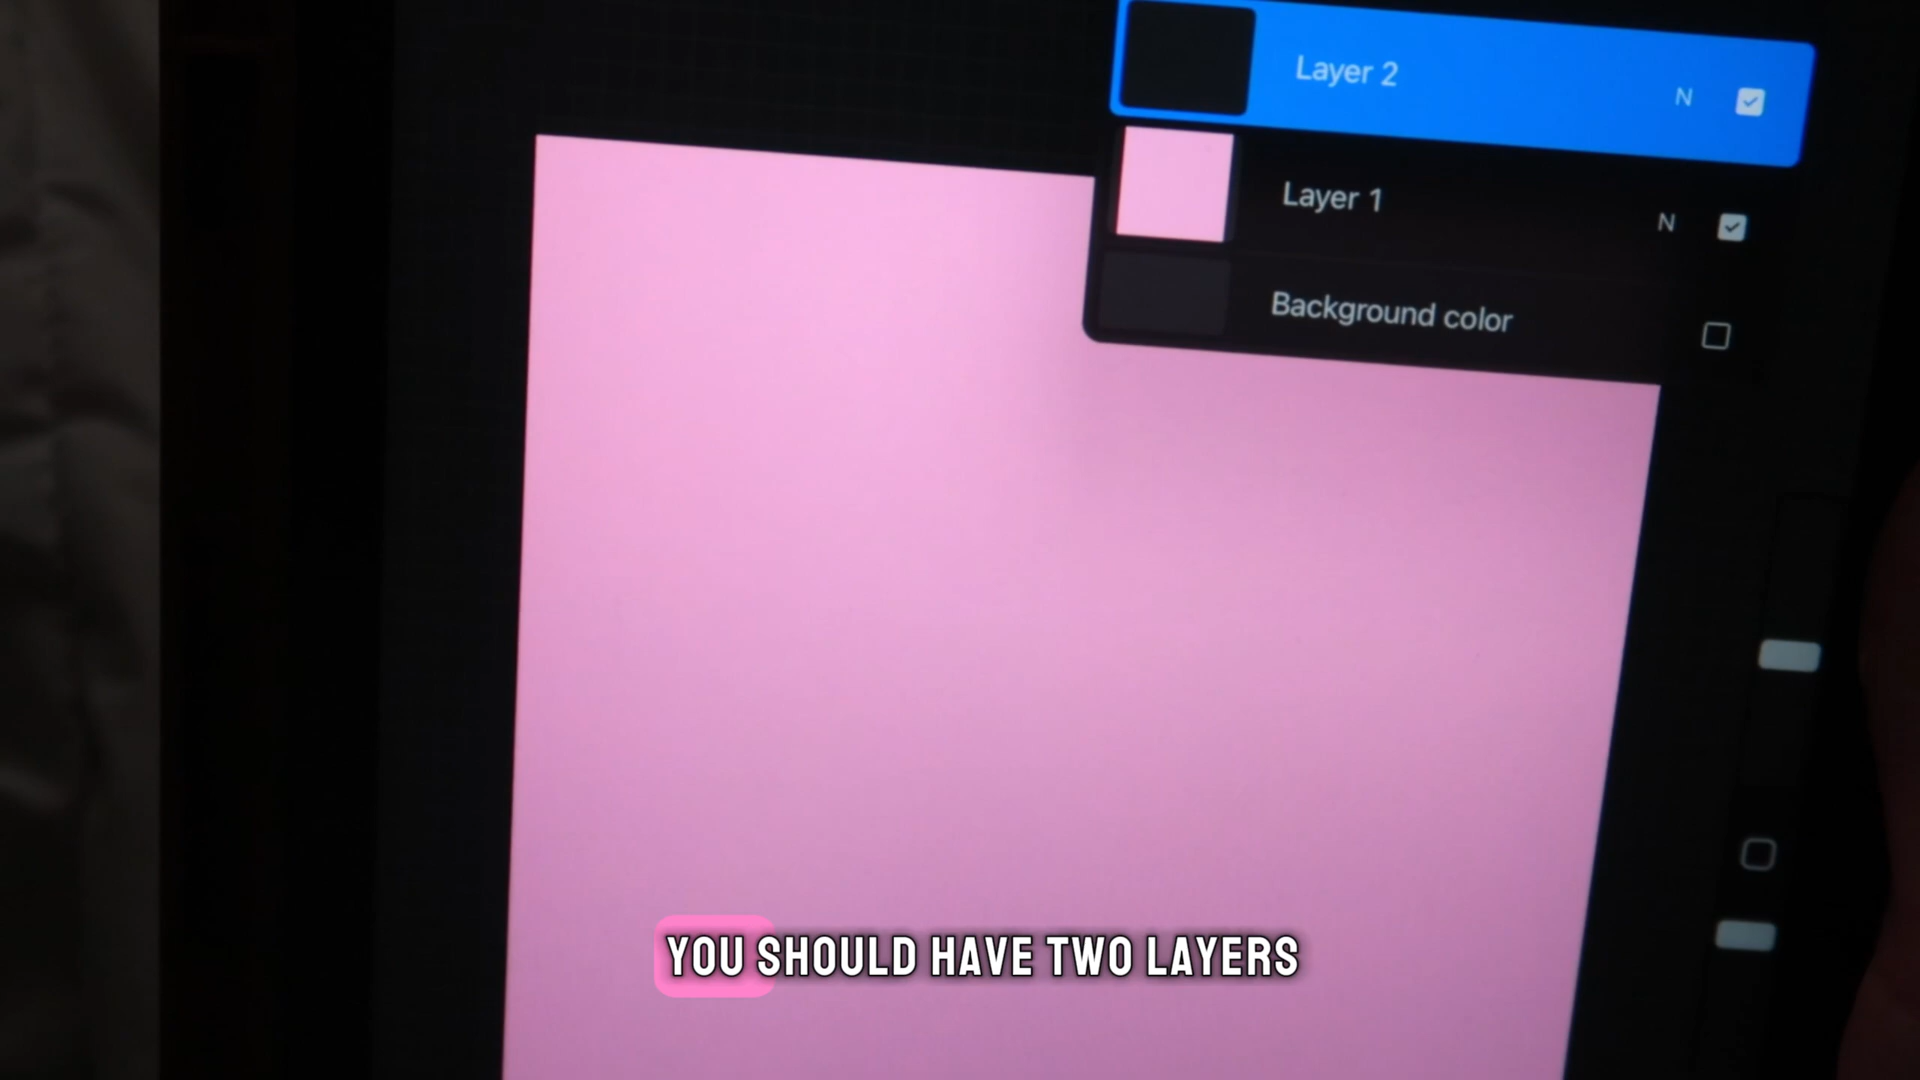 Layer 2
N
Layer 1
N
Background color
YOU SHOULD HAVE TWO LAYERS